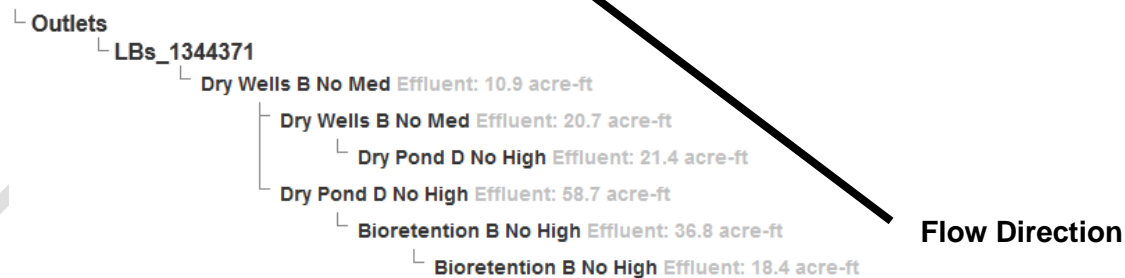 Outlets
LBs_1344371
Dry Wells B No Med Effluent: 10.9 acre-ft
Dry Wells B No Med Effluent: 20.7 acre-ft
Dry Pond D No High Effluent: 21.4 acre-ft
Dry Pond D No High Effluent: 58.7 acre-ft
Bioretention B No High Effluent: 36.8 acre-ft
Flow Direction
Bioretention B No High Effluent: 18.4 acre-ft